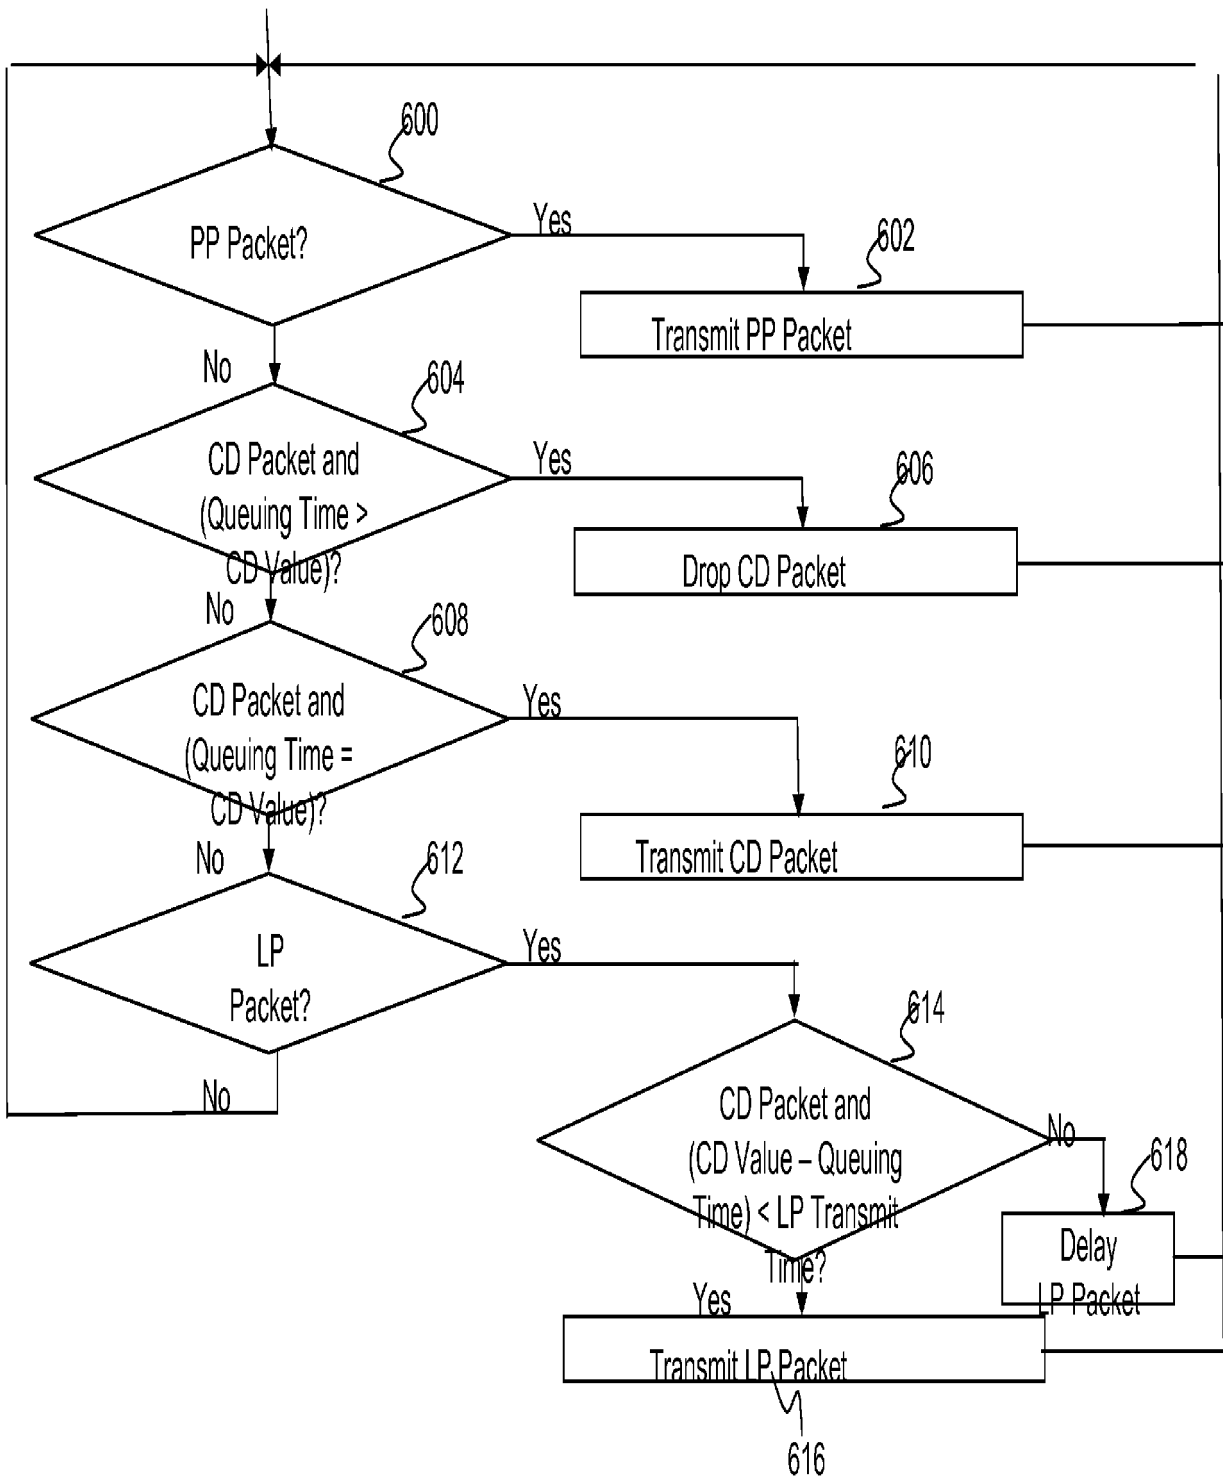 600
PP Packet?
Yes
602
Transmit PP Packet
No
604
CD Packet and
(Queuing Time >
CD Value)?
Yes
606
Drop CD Packet
No
608
CD Packet and
(Queuing Time =
CD Value)?
Yes
610
Transmit CD Packet
No
612
LP
Packet?
Yes
No
614
CD Packet and
(CD Value – Queuing
Time) < LP Transmit
Time?
No
618
Delay
LP Packet
Yes
Transmit LP Packet
616